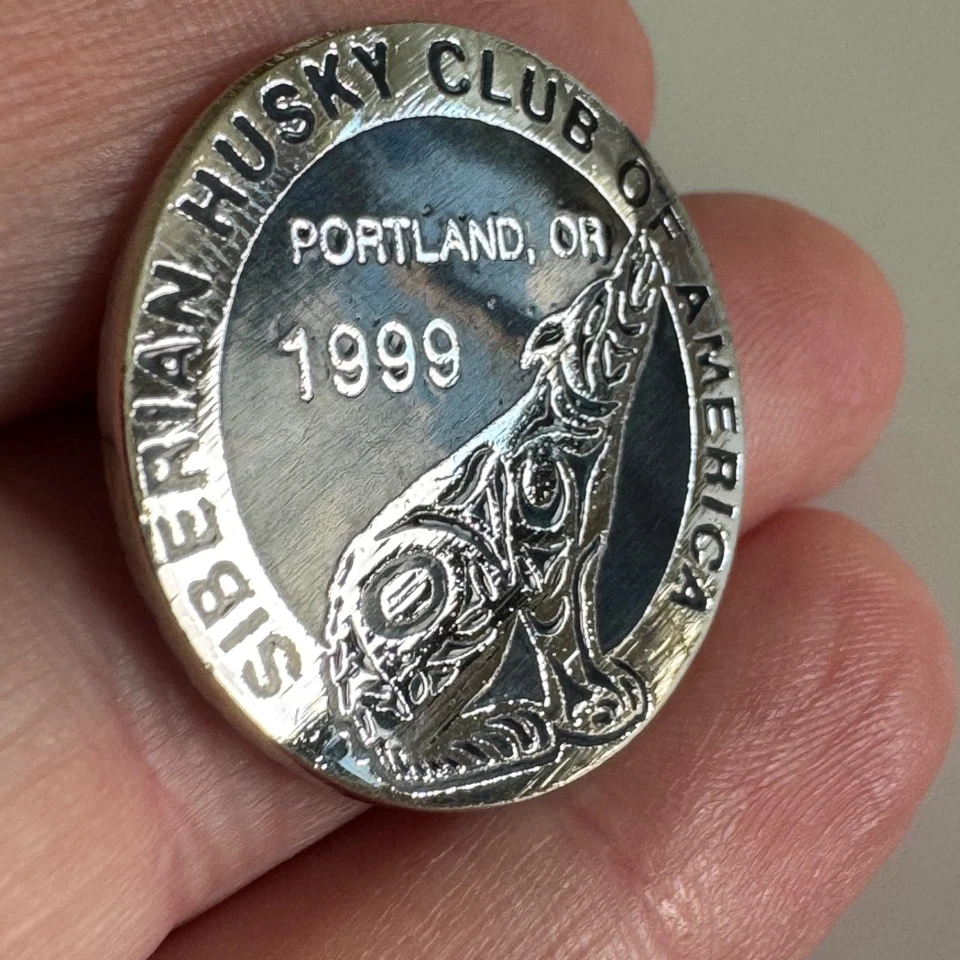 SIBERIAN HUSKY CLUB OF AMERICA
PORTLAND, OR
1999